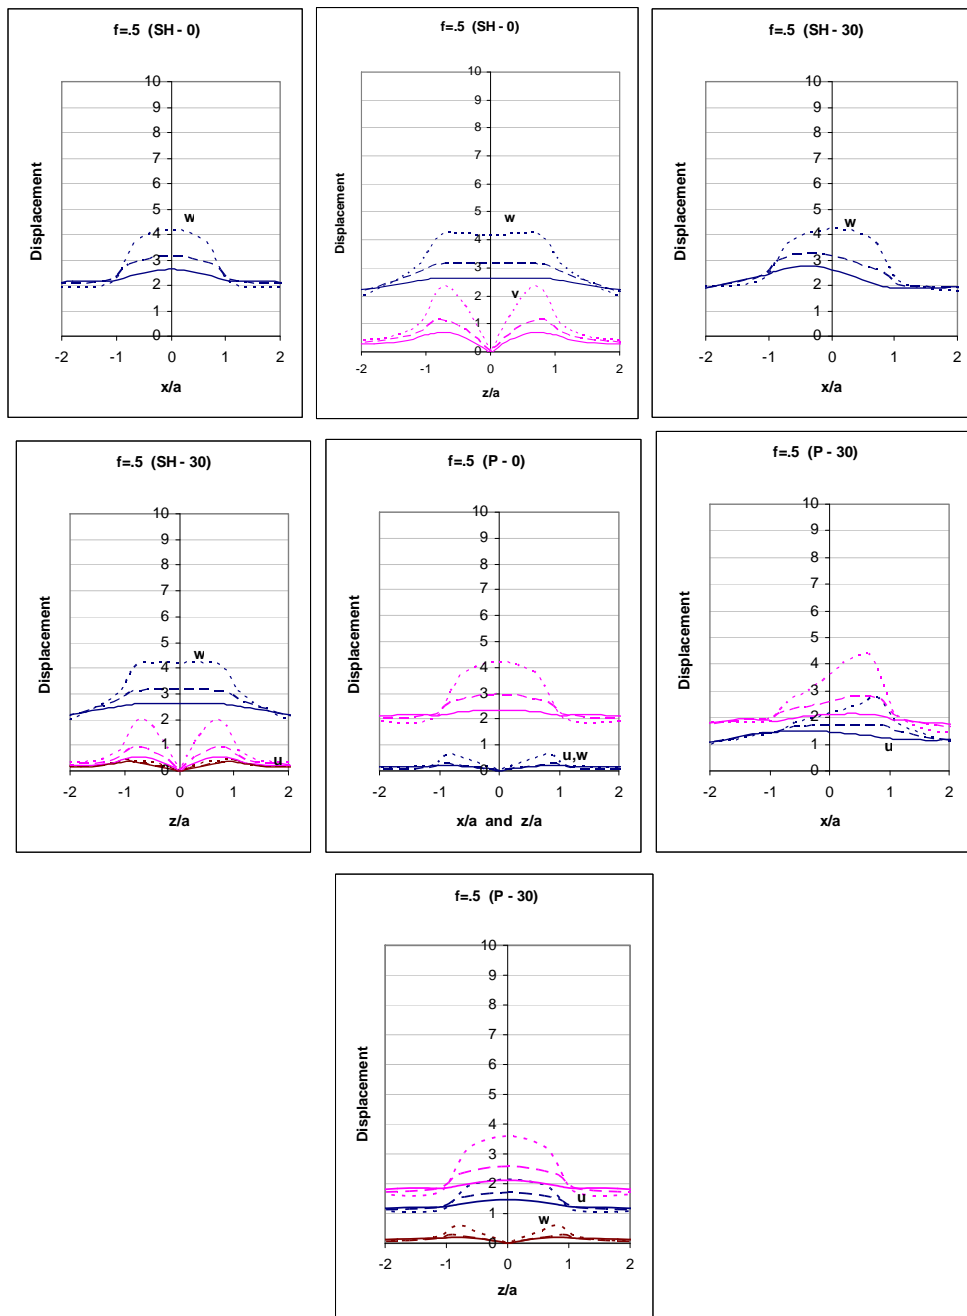 f=.5 (SH - 0)
Displacement
10
9
8
7
6
5
4
3
2
1
0
w
-2 -1 0 1 2
x/a
f=.5 (SH - 0)
Displacement
10
9
8
7
6
5
4
3
2
1
0
w
v
-2 -1 0 1 2
z/a
f=.5 (SH - 30)
Displacement
10
9
8
7
6
5
4
3
2
1
0
w
-2 -1 0 1 2
x/a
f=.5 (SH - 30)
Displacement
10
9
8
7
6
5
4
3
2
1
0
w
u
-2 -1 0 1 2
z/a
f=.5 (P - 0)
Displacement
10
9
8
7
6
5
4
3
2
1
0
u,w
-2 -1 0 1 2
x/a and z/a
f=.5 (P - 30)
Displacement
10
9
8
7
6
5
4
3
2
1
0
u
-2 -1 0 1 2
x/a
f=.5 (P - 30)
Displacement
10
9
8
7
6
5
4
3
2
1
0
u
w
-2 -1 0 1 2
z/a